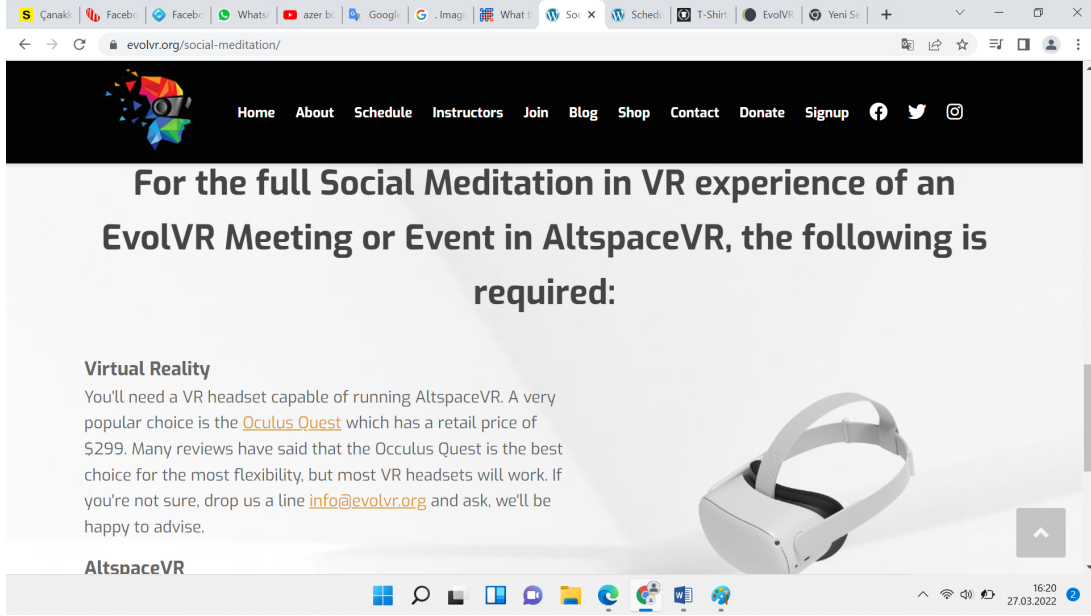 S Çanakk
Facebo
Facebo
Whats
azer bü
Google
G . Imag
What t
Soc
Schedu
T-Shirt
EvolVR
Yeni Se
evolvr.org/social-meditation/
Home About Schedule Instructors Join Blog Shop Contact Donate Signup
For the full Social Meditation in VR experience of an
EvolVR Meeting or Event in AltspaceVR, the following is
required:
Virtual Reality
You'll need a VR headset capable of running AltspaceVR. A very
popular choice is the Oculus Quest which has a retail price of
$299. Many reviews have said that the Occulus Quest is the best
choice for the most flexibility, but most VR headsets will work. If
you're not sure, drop us a line info@evolvr.org and ask, we'll be
happy to advise.
AltspaceVR
16:20
27.03.2022
2